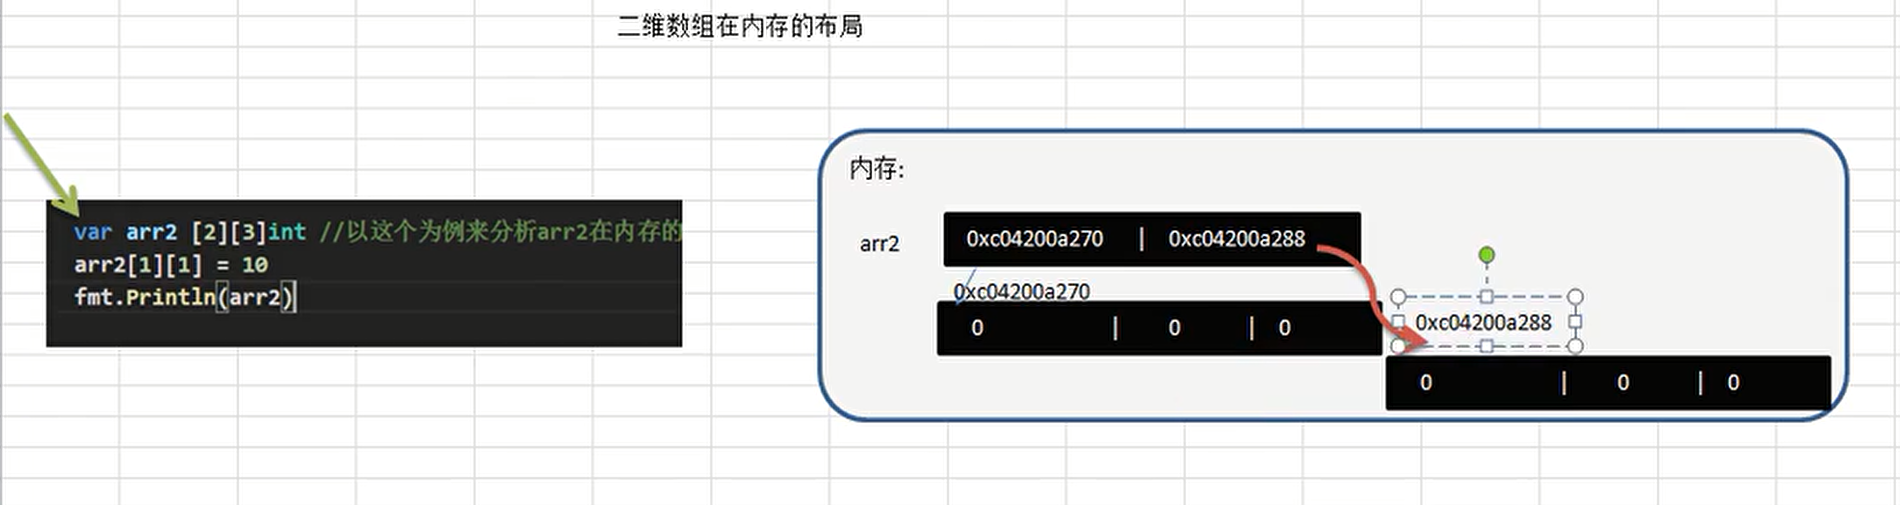 二维数组在内存的布局
var arr2 [2][3]int //以这个为例来分析arr2在内存的
arr2[1][1] = 10
fmt.Println(arr2)
内存:
arr2
0xc04200a270 | 0xc04200a288
0xc04200a270
0 | 0 | 0
0xc04200a288
0 | 0 | 0